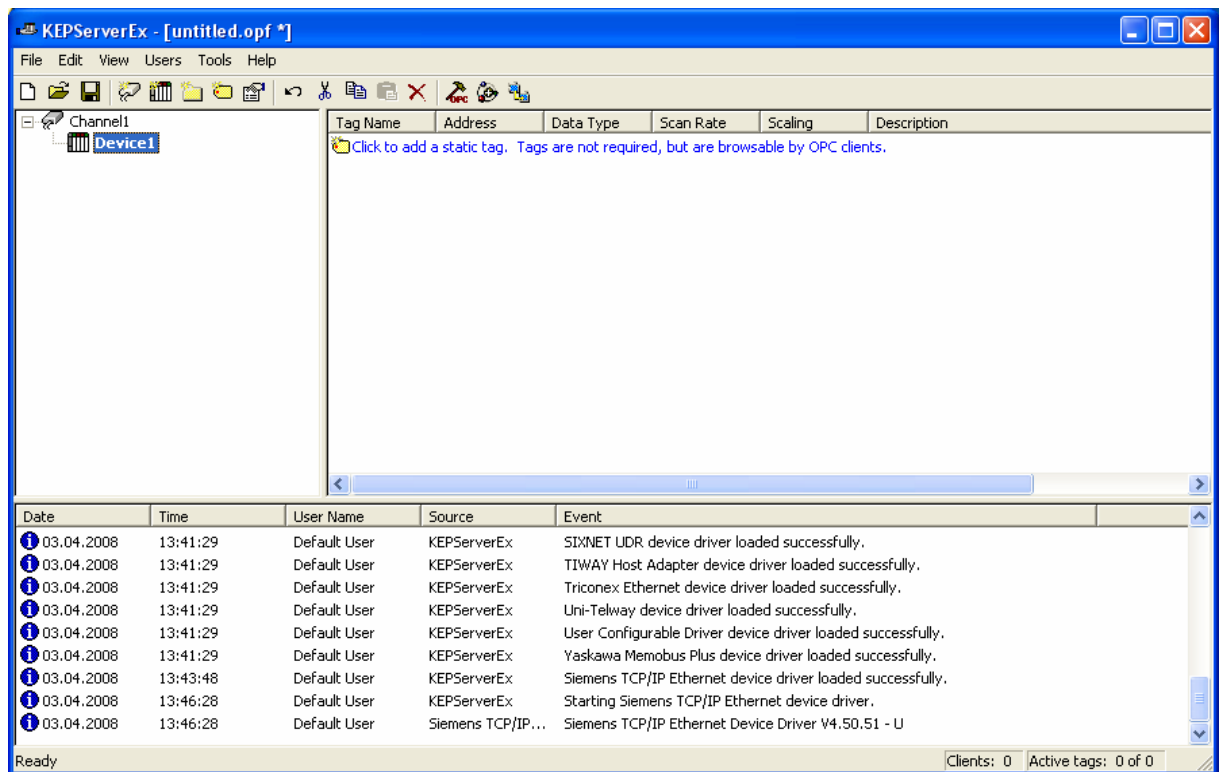 KEPServerEx - [untitled.opf *]
File Edit View Users Tools Help
OPC
Channel1
Device1
Tag Name Address Data Type Scan Rate Scaling Description
Click to add a static tag. Tags are not required, but are browsable by OPC clients.
Date Time User Name Source Event
03.04.2008 13:41:29 Default User KEPServerEx SIXNET UDR device driver loaded successfully.
03.04.2008 13:41:29 Default User KEPServerEx TIWAY Host Adapter device driver loaded successfully.
03.04.2008 13:41:29 Default User KEPServerEx Triconex Ethernet device driver loaded successfully.
03.04.2008 13:41:29 Default User KEPServerEx Uni-Telway device driver loaded successfully.
03.04.2008 13:41:29 Default User KEPServerEx User Configurable Driver device driver loaded successfully.
03.04.2008 13:41:29 Default User KEPServerEx Yaskawa Memobus Plus device driver loaded successfully.
03.04.2008 13:43:48 Default User KEPServerEx Siemens TCP/IP Ethernet device driver loaded successfully.
03.04.2008 13:46:28 Default User KEPServerEx Starting Siemens TCP/IP Ethernet device driver.
03.04.2008 13:46:28 Default User Siemens TCP/IP... Siemens TCP/IP Ethernet Device Driver V4.50.51 - U
Ready Clients: 0 Active tags: 0 of 0